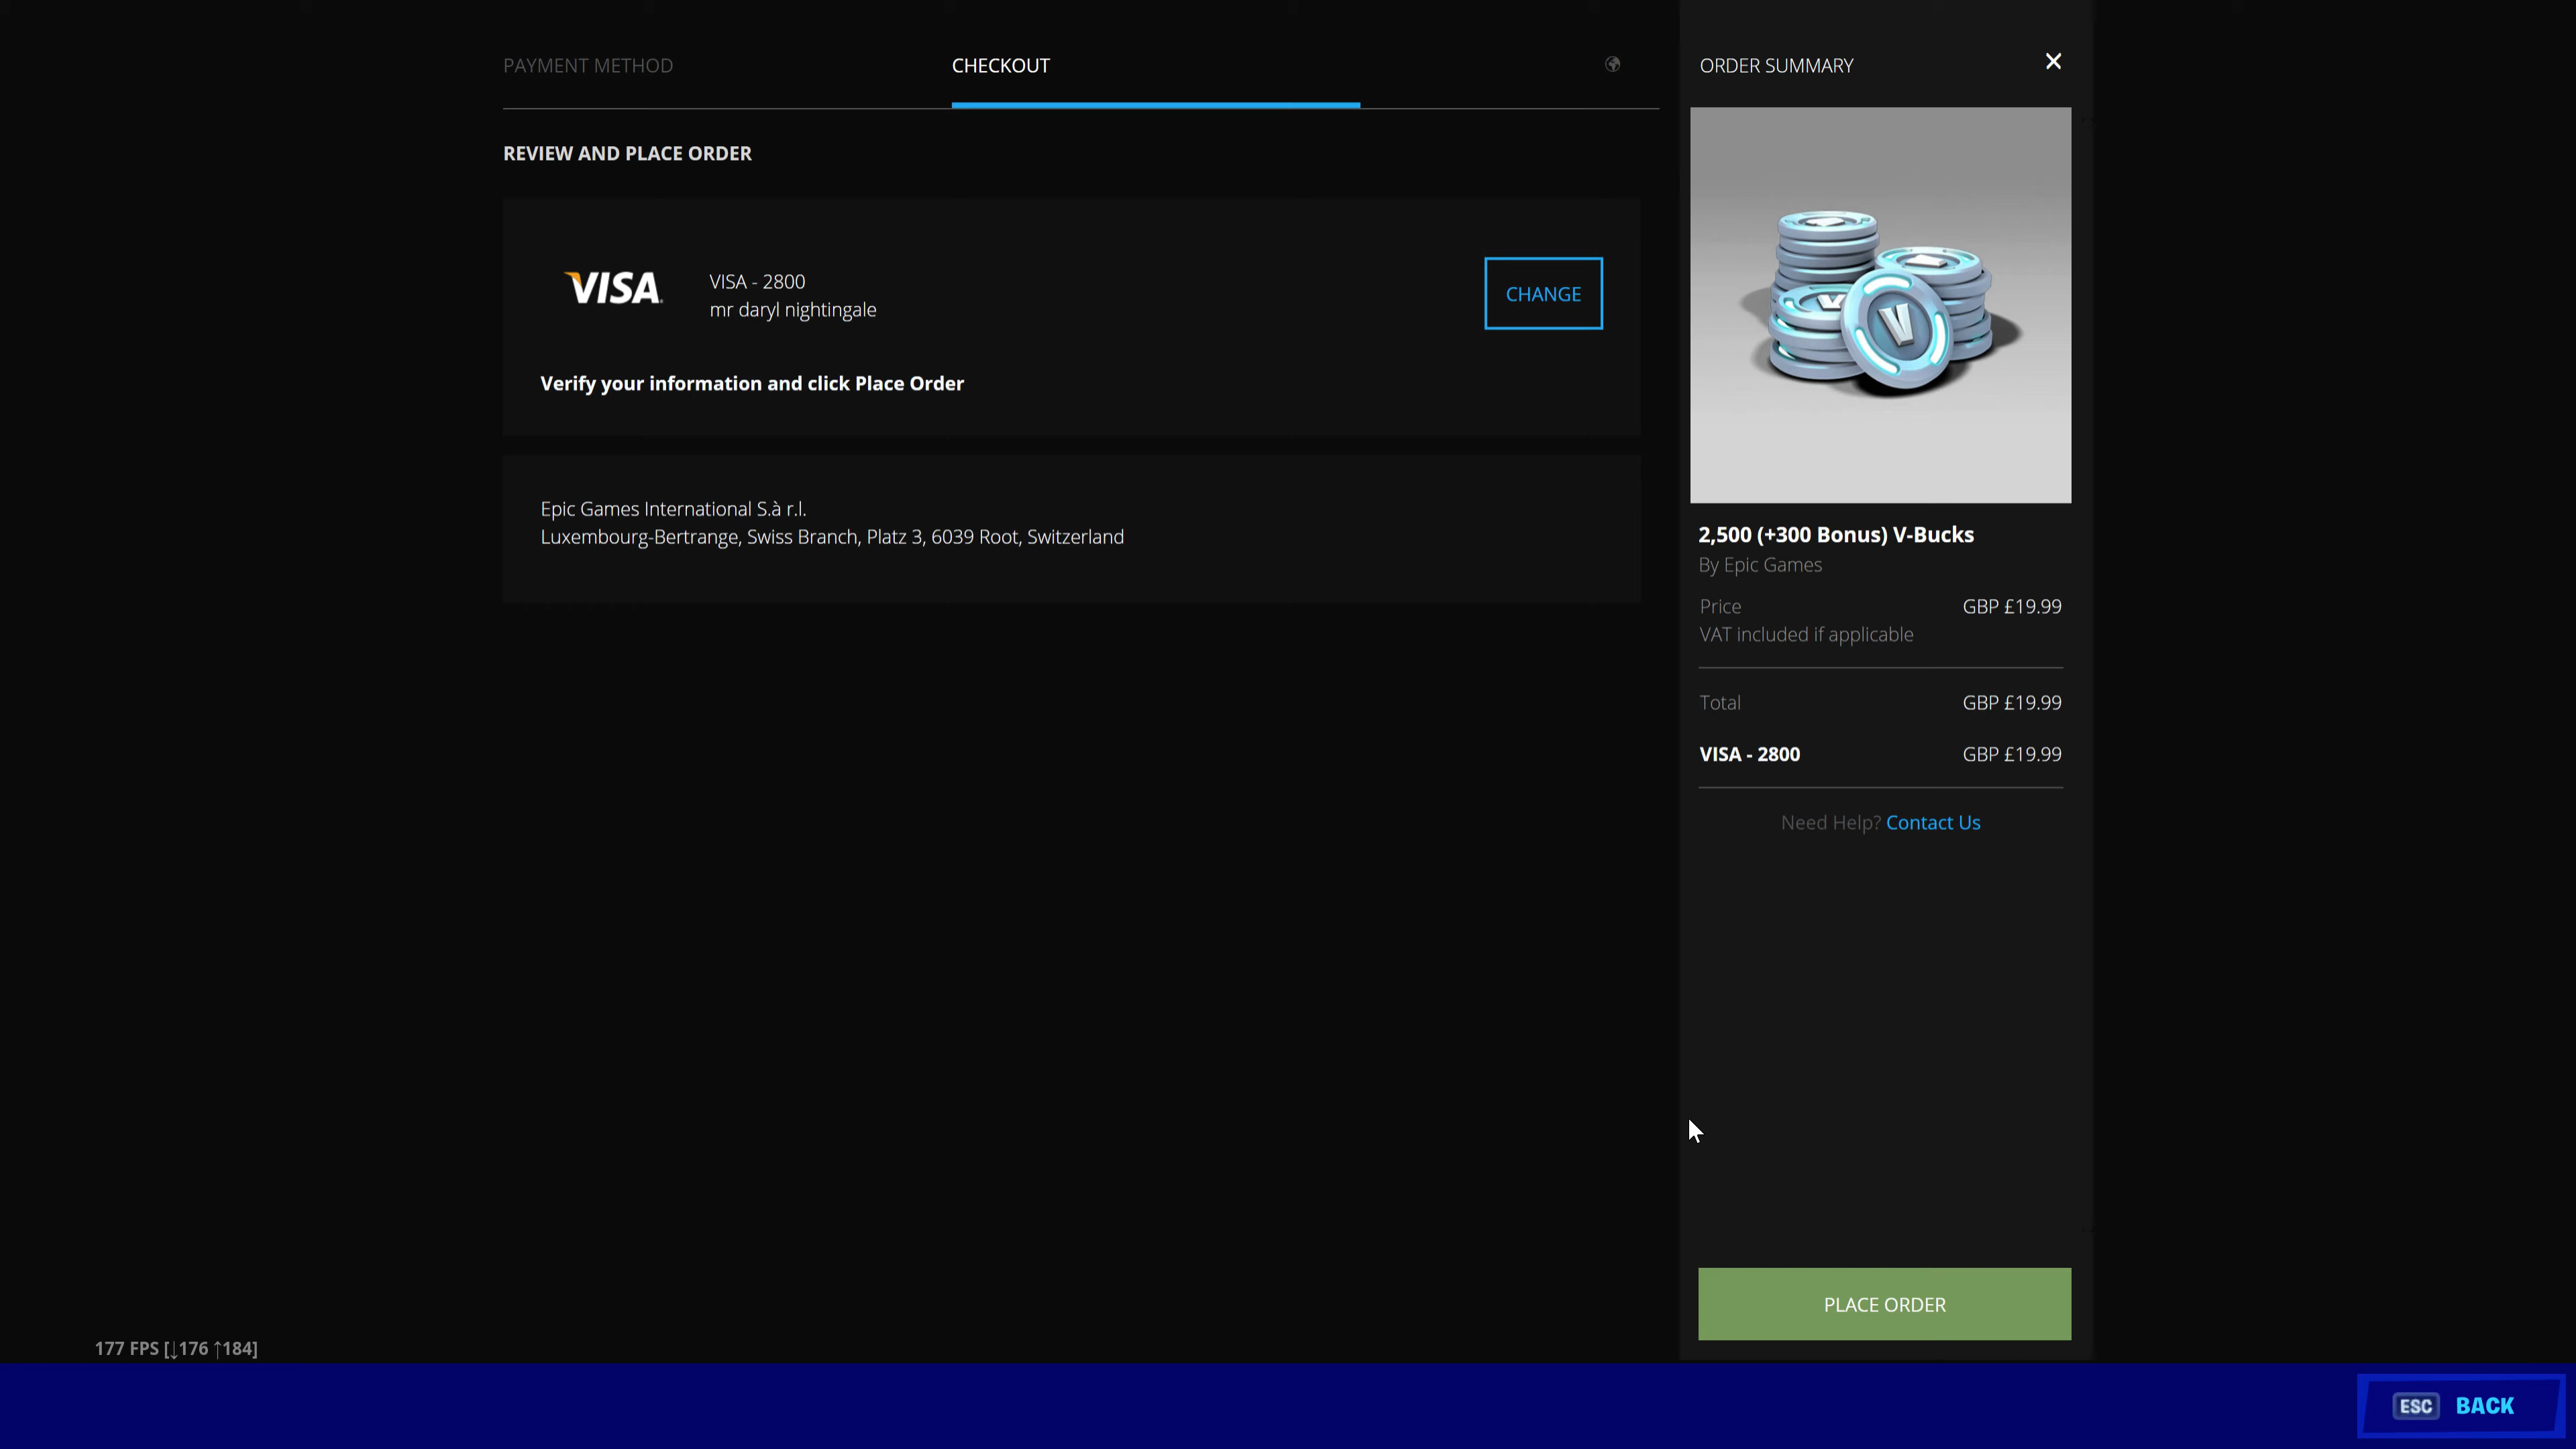 PAYMENT METHOD
CHECKOUT
REVIEW AND PLACE ORDER
VISA
VISA - 2800
mr daryl nightingale
CHANGE
Verify your information and click Place Order
Epic Games International S.à r.l.
Luxembourg-Bertrange, Swiss Branch, Platz 3, 6039 Root, Switzerland
ORDER SUMMARY
V
2,500 (+300 Bonus) V-Bucks
By Epic Games
Price GBP £19.99
VAT included if applicable
Total GBP £19.99
VISA - 2800 GBP £19.99
Need Help? Contact Us
PLACE ORDER
177 FPS [↓176 ↑184]
ESC BACK